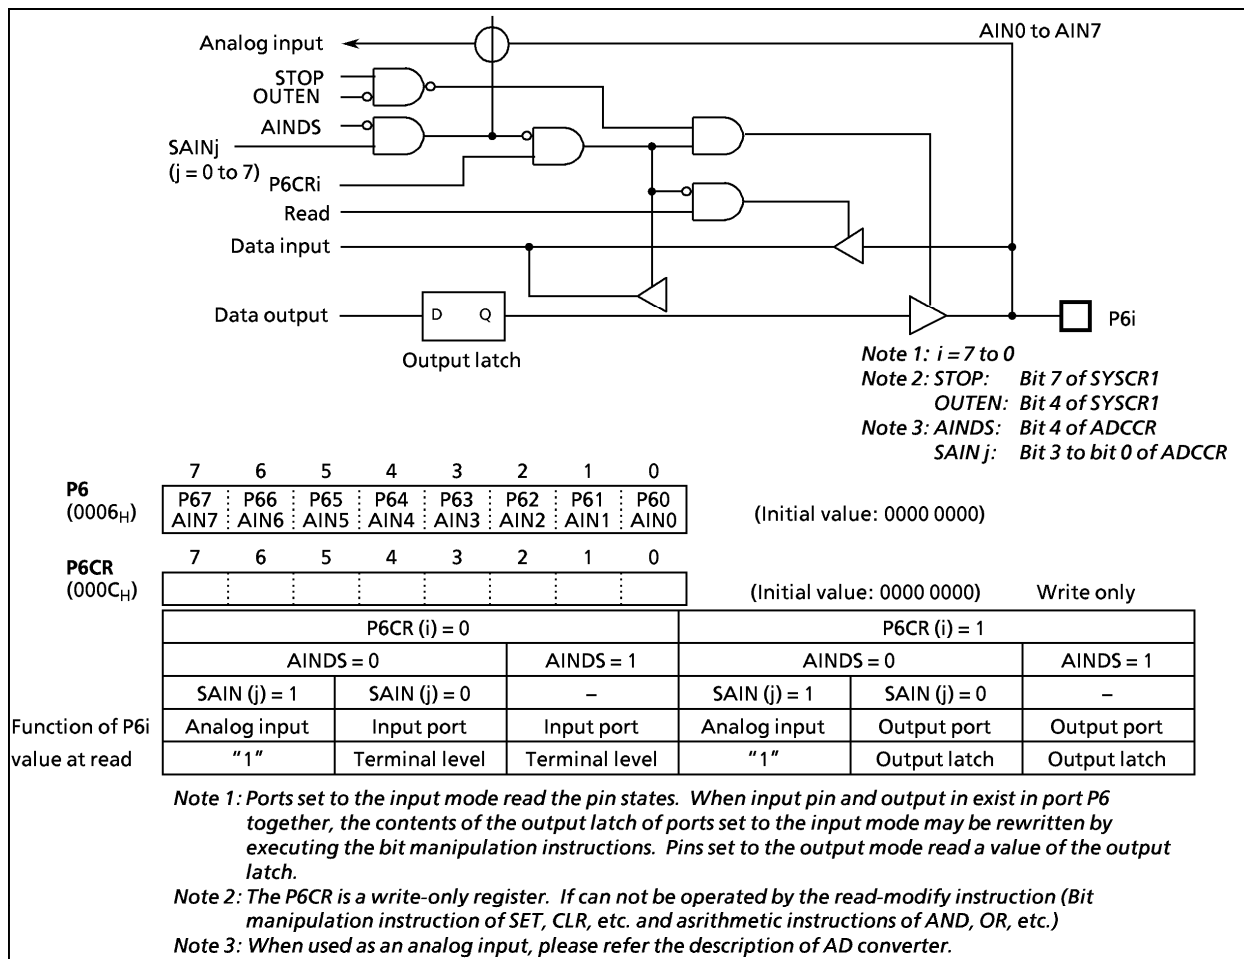 Analog input
AIN0 to AIN7
STOP
OUTEN
AINDS
SAINj
(j = 0 to 7)
P6CRi
Read
Data input
Data output
D Q
Output latch
P6i
Note 1: i = 7 to 0
Note 2: STOP: Bit 7 of SYSCR1
OUTEN: Bit 4 of SYSCR1
Note 3: AINDS: Bit 4 of ADCCR
SAIN j: Bit 3 to bit 0 of ADCCR
7 6 5 4 3 2 1 0
P6
(0006H)
P67 P66 P65 P64 P63 P62 P61 P60
AIN7 AIN6 AIN5 AIN4 AIN3 AIN2 AIN1 AIN0
(Initial value: 0000 0000)
7 6 5 4 3 2 1 0
P6CR
(000CH)
(Initial value: 0000 0000) Write only
P6CR (i) = 0 P6CR (i) = 1
AINDS = 0 AINDS = 1 AINDS = 0 AINDS = 1
SAIN (j) = 1 SAIN (j) = 0 – SAIN (j) = 1 SAIN (j) = 0 –
Function of P6i Analog input Input port Input port Analog input Output port Output port
value at read "1" Terminal level Terminal level "1" Output latch Output latch
Note 1: Ports set to the input mode read the pin states. When input pin and output in exist in port P6
together, the contents of the output latch of ports set to the input mode may be rewritten by
executing the bit manipulation instructions. Pins set to the output mode read a value of the output
latch.
Note 2: The P6CR is a write-only register. If can not be operated by the read-modify instruction (Bit
manipulation instruction of SET, CLR, etc. and asrithmetic instructions of AND, OR, etc.)
Note 3: When used as an analog input, please refer the description of AD converter.